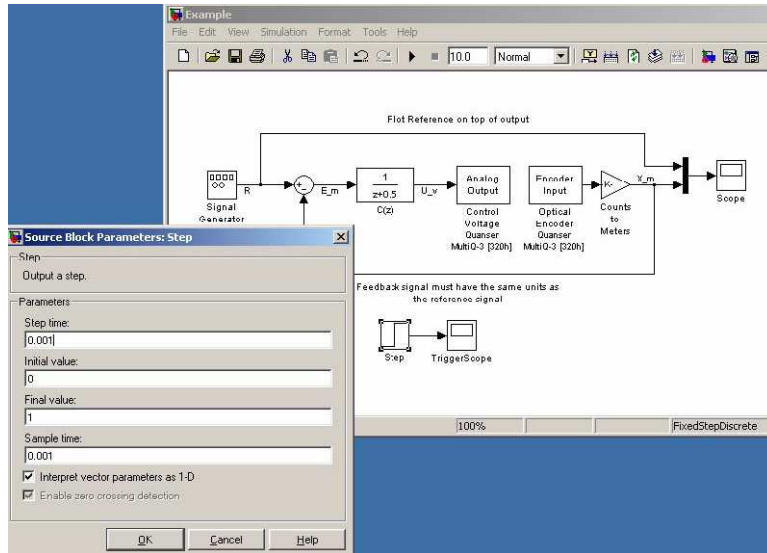 Example
File Edit View Simulation Format Tools Help
10.0 Normal
Plot Reference on top of output
Signal Generator
R
+
-
E_m
1
z+0.5
C(z)
U_v
Analog Output
Control Voltage Quanser MultiQ-3 [320h]
Encoder Input
Optical Encoder Quanser MultiQ-3 [320h]
K-
Counts to Meters
X_m
Scope
Feedback signal must have the same units as
the reference signal
Step
TriggerScope
100%
FixedStepDiscrete
Source Block Parameters: Step
Step
Output a step.
Parameters
Step time:
0.001
Initial value:
0
Final value:
1
Sample time:
0.001
Interpret vector parameters as 1-D
Enable zero crossing detection
OK Cancel Help